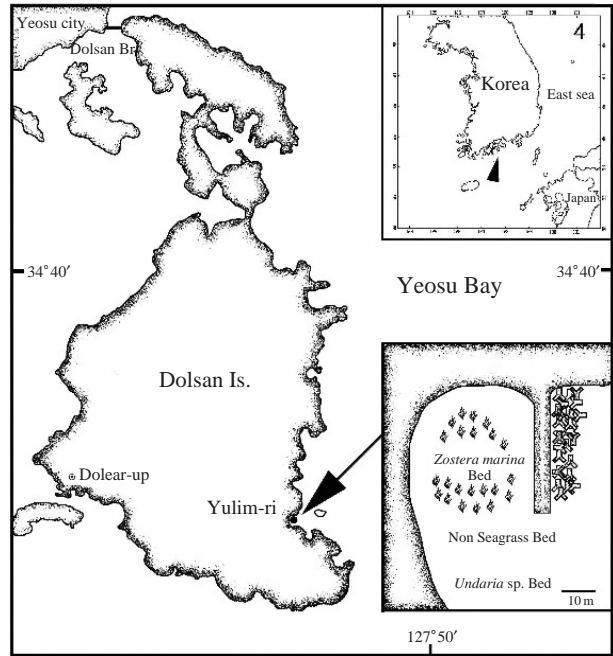 Yeosu city
Dolsan Br.
4
Korea
East sea
Japan
34°40′
34°40′
Yeosu Bay
Dolsan Is.
Zostera marina
Bed
Dolear-up
Yulim-ri
Non Seagrass Bed
Undaria sp. Bed
10 m
127°50′